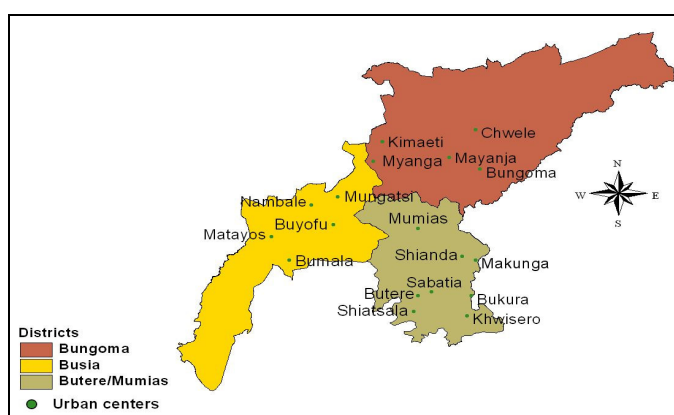 Chwele
Kimaeti
Mayanja
Myanga
Bungoma
N
W
E
S
Mungatsi
Nambale
Buyofu
Mumias
Matayos
Shianda
Makunga
Bumala
Sabatia
Butere
Bukura
Shiatsala
Khwisero
Districts
Bungoma
Busia
Butere/Mumias
Urban centers